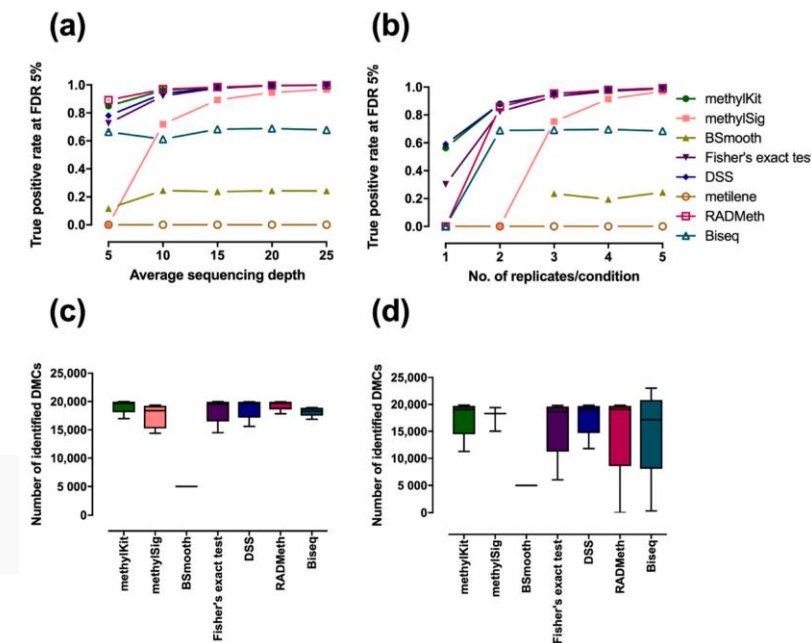 (a)
True positive rate at FDR 5%
1.0
0.8
0.6
0.4
0.2
0.0
5
10
15
20
25
Average sequencing depth
(b)
True positive rate at FDR 5%
1.0
0.8
0.6
0.4
0.2
0.0
1
2
3
4
5
No. of replicates/condition
methylKit
methylSig
BSmooth
Fisher's exact test
DSS
metilene
RADMeth
Biseq
(c)
Number of identified DMCs
25,000
20,000
15,000
10,000
5 000
0
methylKit
methylSig
BSmooth
Fisher's exact test
DSS
RADMeth
Biseq
(d)
Number of identified DMCs
25,000
20,000
15,000
10,000
5 000
0
methylKit
methylSig
BSmooth
Fisher's exact test
DSS
RADMeth
Biseq